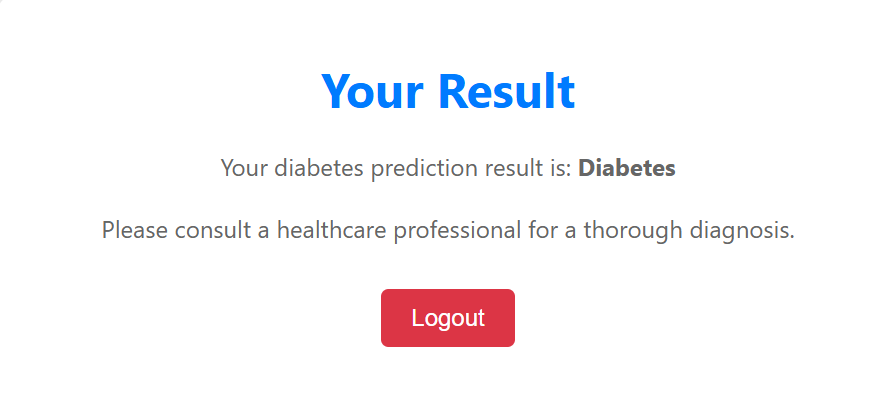 Your Result
Your diabetes prediction result is: Diabetes
Please consult a healthcare professional for a thorough diagnosis.
Logout